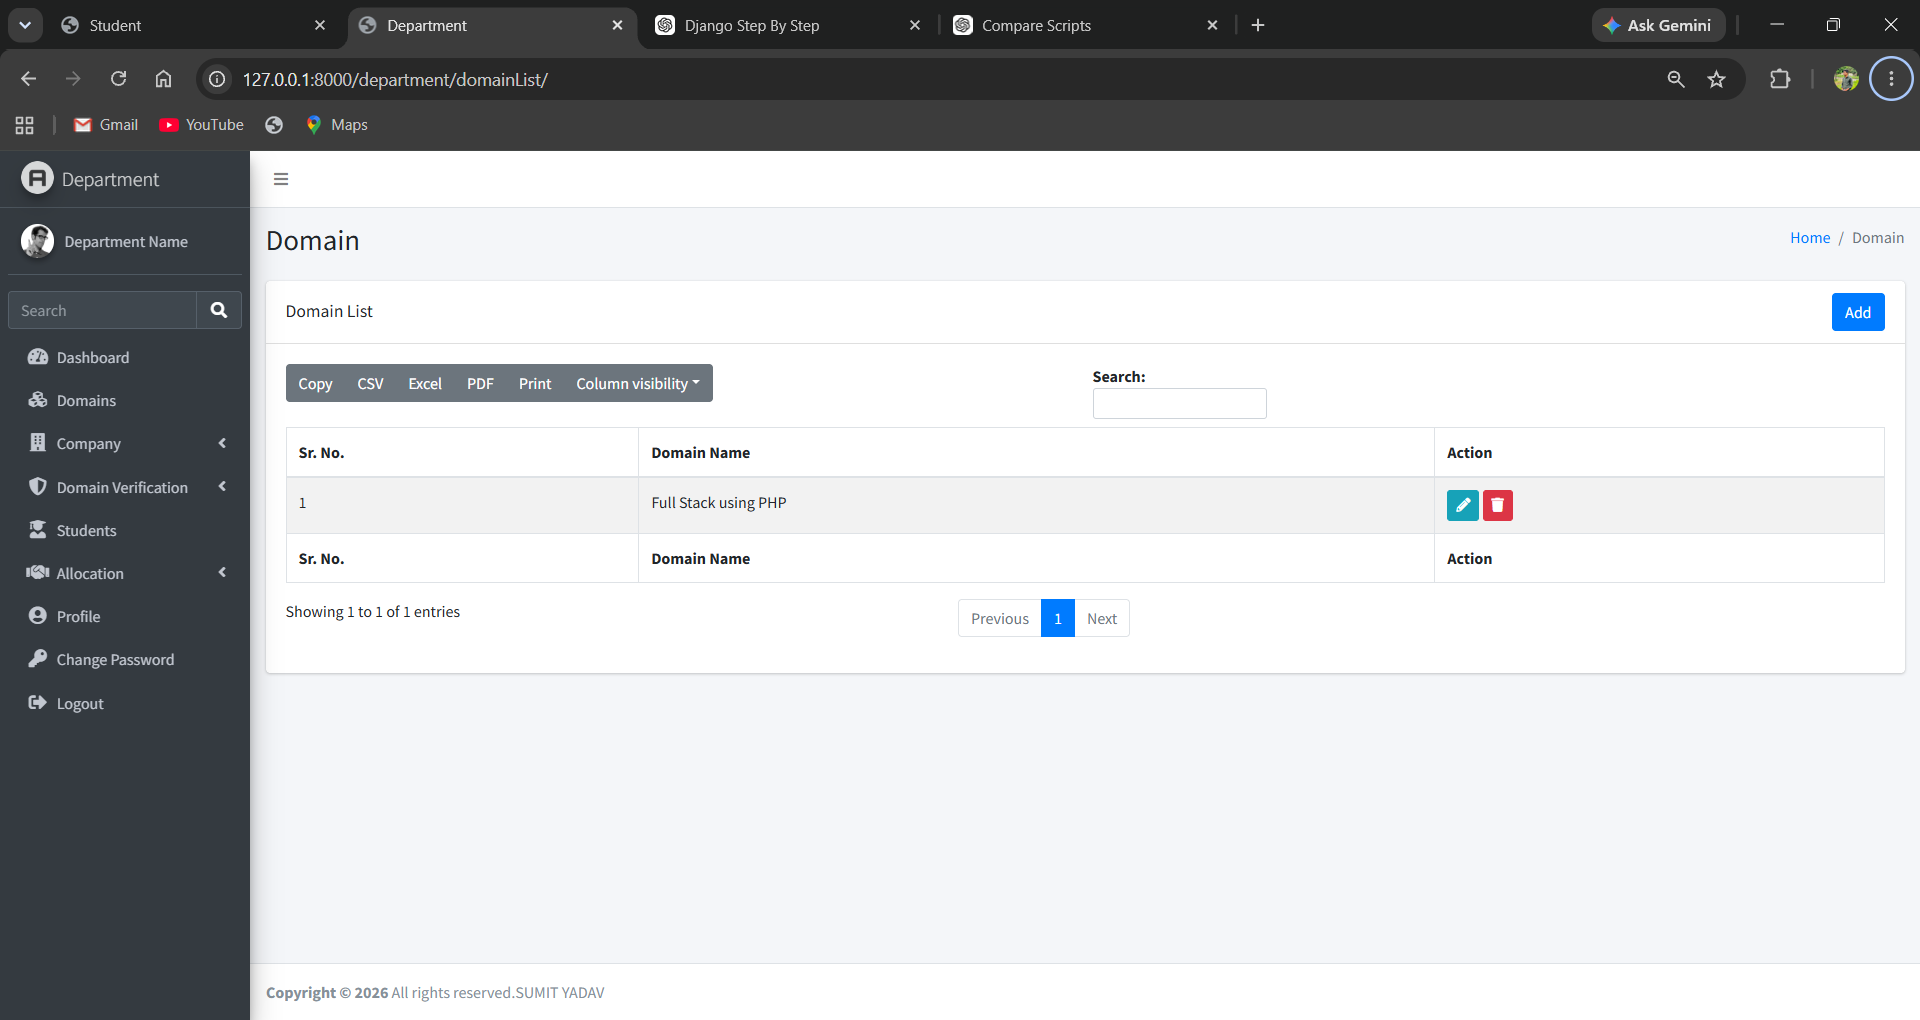 Student
Department
Django Step By Step
Compare Scripts
Ask Gemini
127.0.0.1:8000/department/domainList/
Gmail
YouTube
Maps
Department
Department Name
Search
Dashboard
Domains
Company
Domain Verification
Students
Allocation
Profile
Change Password
Logout
Domain
Home / Domain
Domain List
Add
Copy CSV Excel PDF Print Column visibility
Search:
Sr. No. Domain Name Action
1 Full Stack using PHP
Sr. No. Domain Name Action
Showing 1 to 1 of 1 entries
Previous 1 Next
Copyright © 2026 All rights reserved.SUMIT YADAV